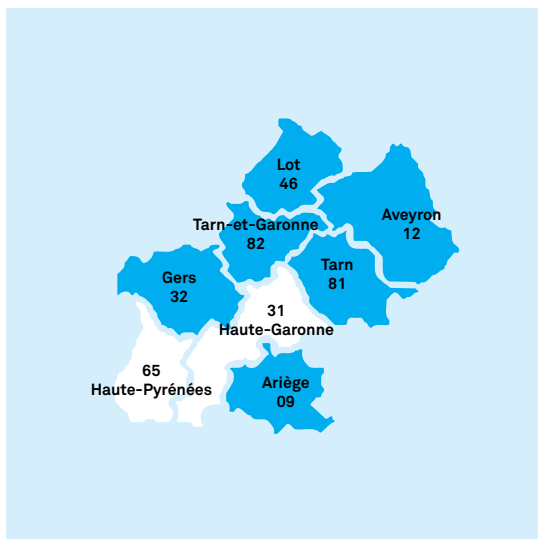 Lot
46
Aveyron
12
Tarn-et-Garonne
82
Tarn
81
Gers
32
31
Haute-Garonne
65
Haute-Pyrénées
Ariège
09